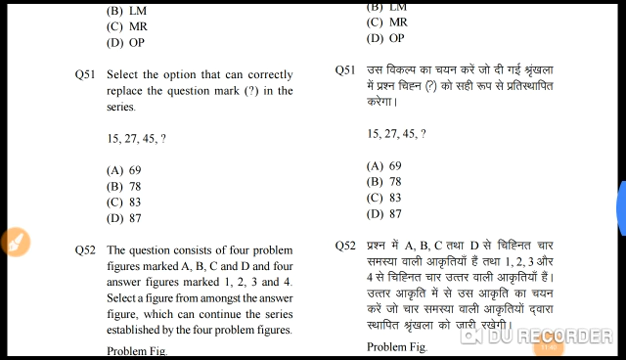 (B) LM
(C) MR
(D) OP
Q51 Select the option that can correctly
replace the question mark (?) in the
series.
15, 27, 45, ?
(A) 69
(B) 78
(C) 83
(D) 87
Q52 The question consists of four problem
figures marked A, B, C and D and four
answer figures marked 1, 2, 3 and 4.
Select a figure from amongst the answer
figure, which can continue the series
established by the four problem figures.
Problem Fig.
(B) LM
(C) MR
(D) OP
Q51 उस विकल्प का चयन करें जो दी गई श्रृंखला
में प्रश्न चिह्न (?) को सही रूप से प्रतिस्थापित
करेगा।
15, 27, 45, ?
(A) 69
(B) 78
(C) 83
(D) 87
Q52 प्रश्न में A, B, C तथा D से चिह्नित चार
समस्या वाली आकृतियाँ हैं तथा 1, 2, 3 और
4 से चिह्नित चार उत्तर वाली आकृतियाँ हैं।
उत्तर आकृति में से उस आकृति का चयन
करें जो चार समस्या वाली आकृतियों द्वारा
स्थापित श्रृंखला को जारी रखेगी।
Problem Fig.
DU RECORDER